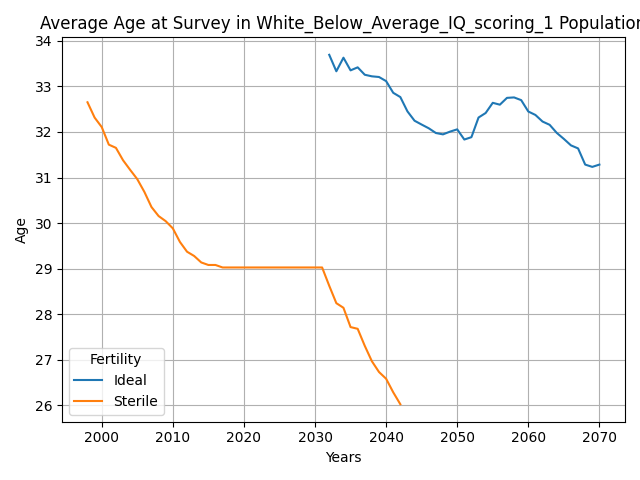 Average Age at Survey in White_Below_Average_IQ_scoring_1 Population
34
33
32
31
30
29
28
27
26
Age
Fertility
Ideal
Sterile
2000 2010 2020 2030 2040 2050 2060 2070
Years